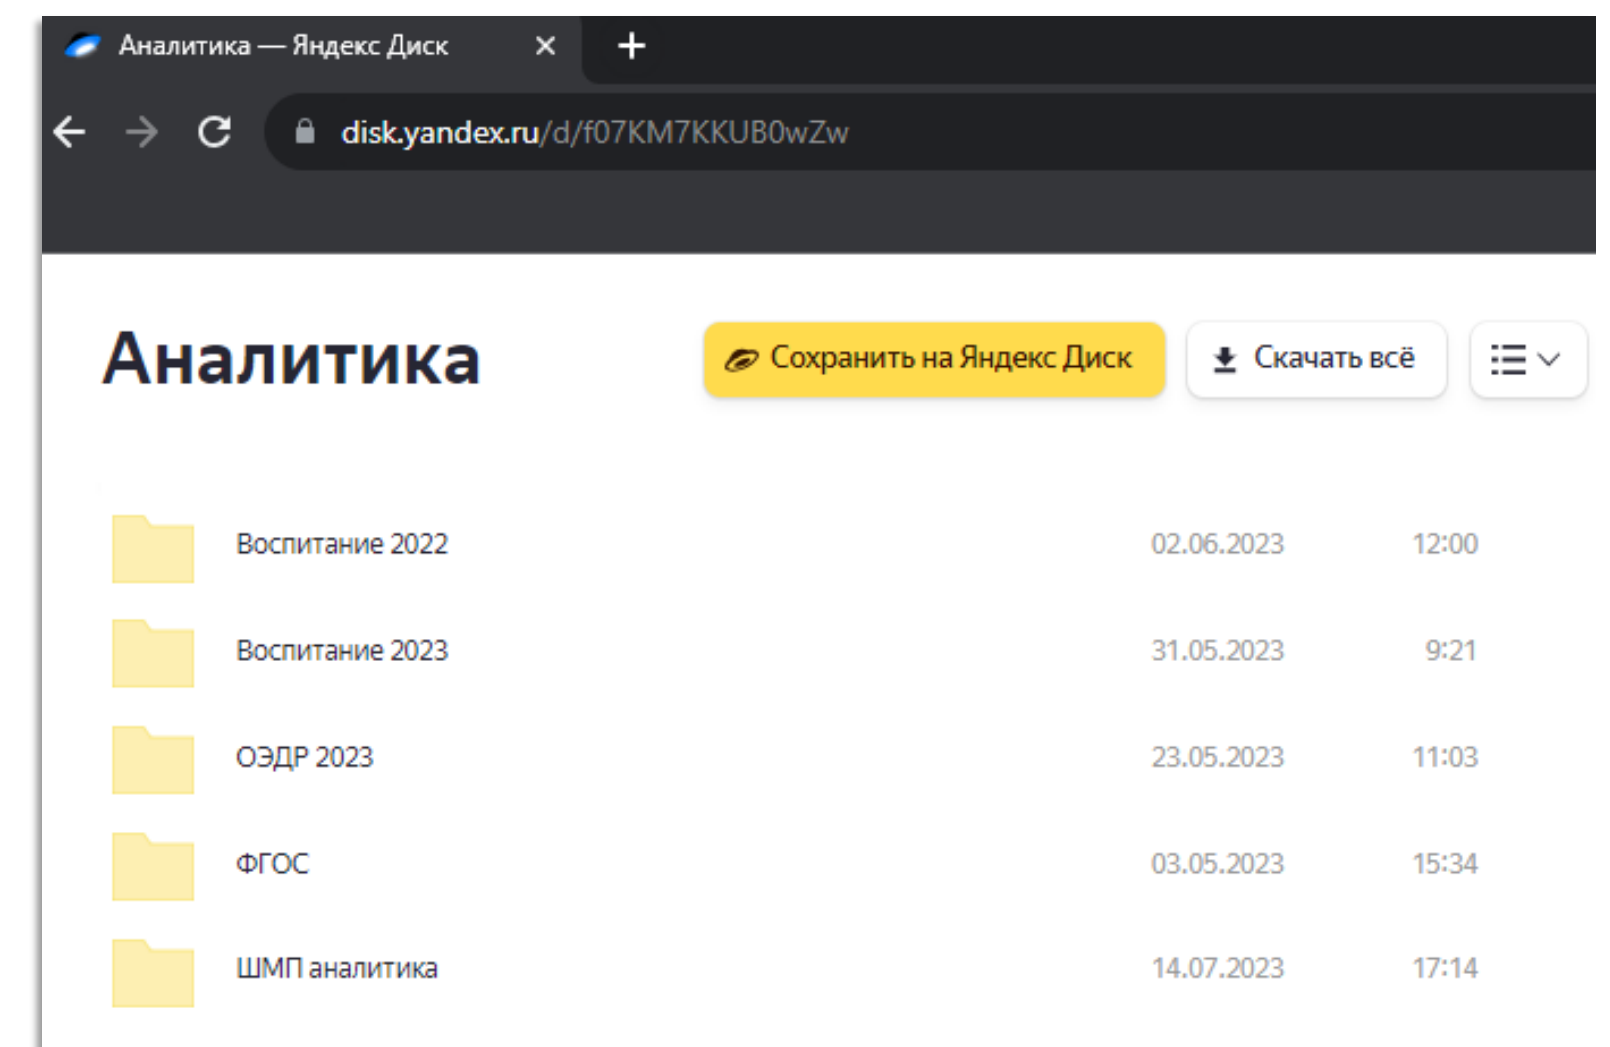 Аналитика — Яндекс Диск
disk.yandex.ru/d/f07KM7KKUB0wZw
Аналитика Сохранить на Яндекс Диск Скачать всё
Воспитание 2022 02.06.2023 12:00
Воспитание 2023 31.05.2023 9:21
ОЭДР 2023 23.05.2023 11:03
ФГОС 03.05.2023 15:34
ШМП аналитика 14.07.2023 17:14